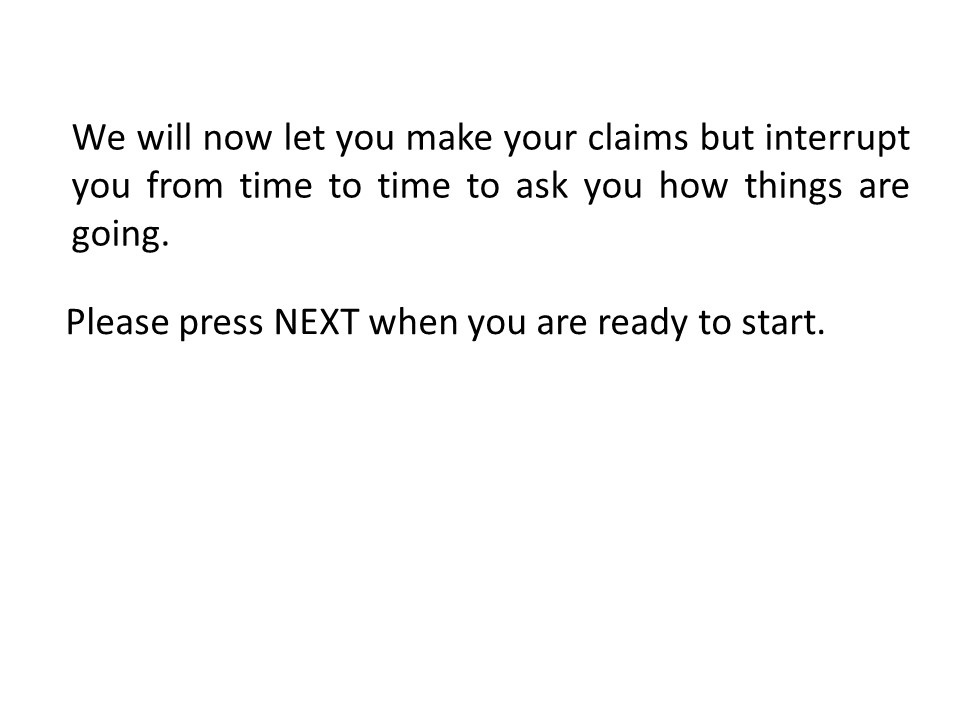 We will now let you make your claims but interrupt
you from time to time to ask you how things are
going.
Please press NEXT when you are ready to start.